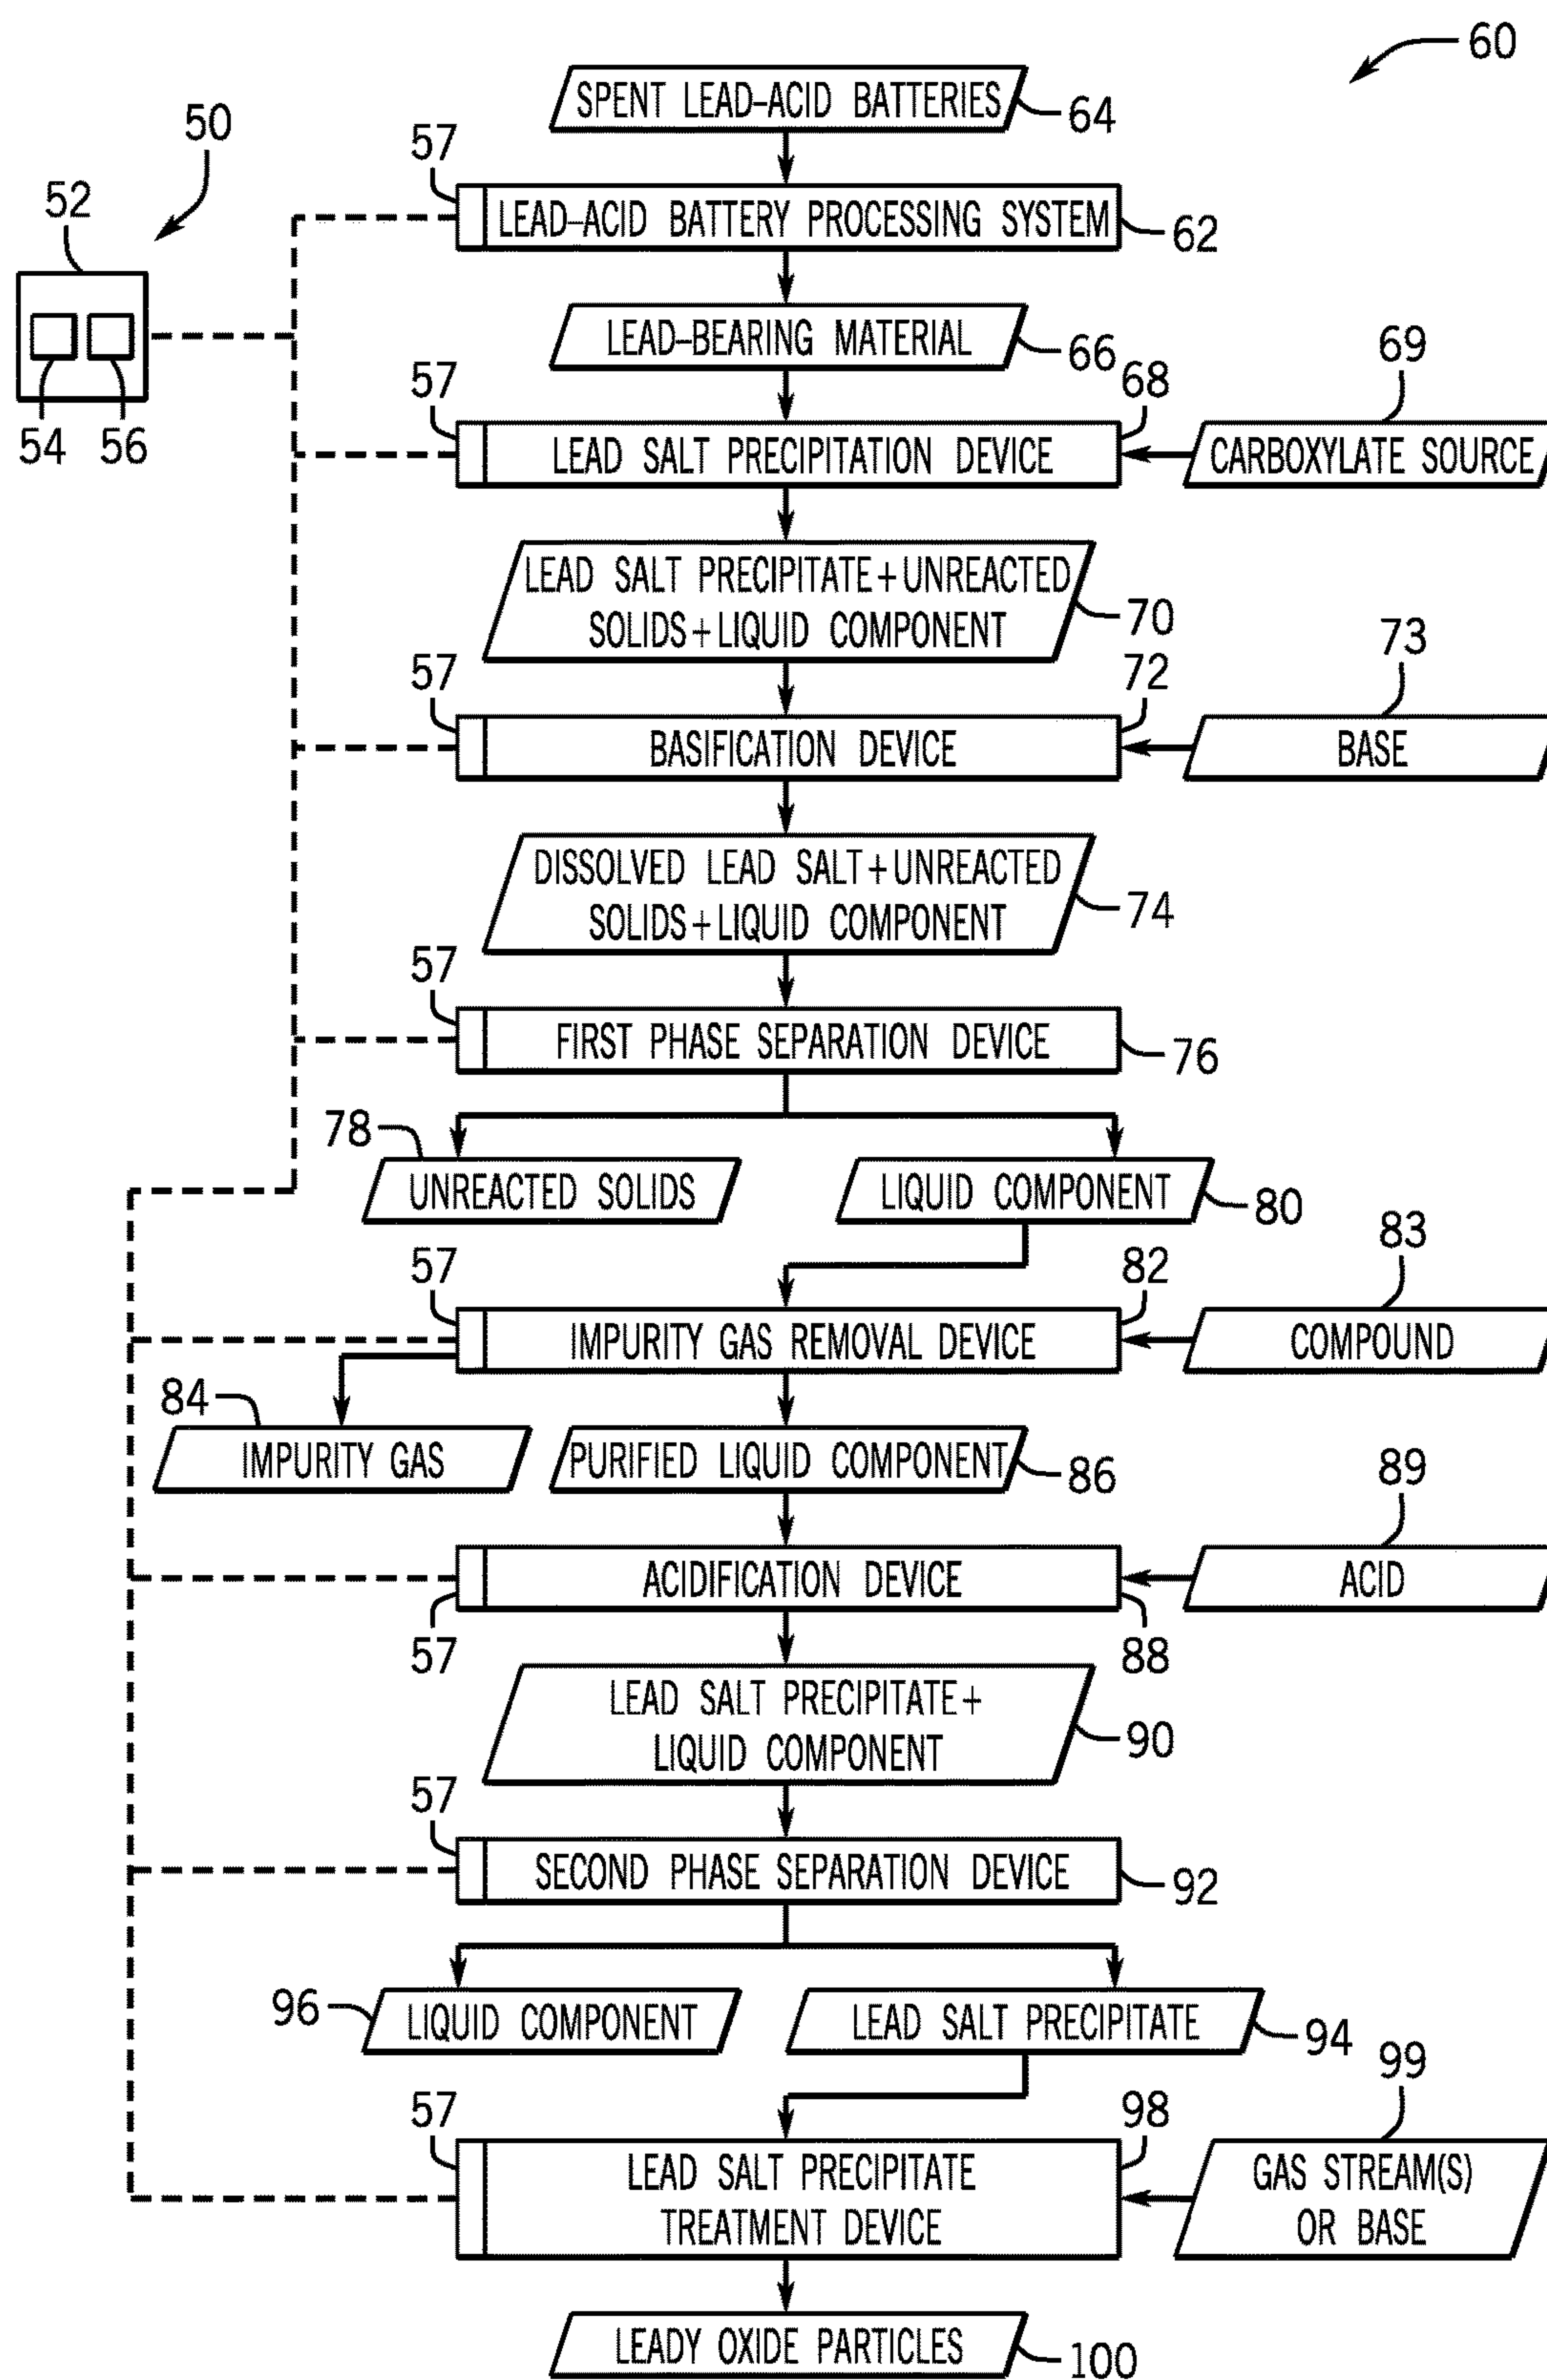 60
SPENT LEAD–ACID BATTERIES
64
50
57
52
LEAD–ACID BATTERY PROCESSING SYSTEM
62
LEAD–BEARING MATERIAL
66
54
56
57
68
69
LEAD SALT PRECIPITATION DEVICE
CARBOXYLATE SOURCE
LEAD SALT PRECIPITATE+UNREACTED
SOLIDS+LIQUID COMPONENT
70
57
72
73
BASIFICATION DEVICE
BASE
DISSOLVED LEAD SALT+UNREACTED
SOLIDS+LIQUID COMPONENT
74
57
FIRST PHASE SEPARATION DEVICE
76
78
UNREACTED SOLIDS
LIQUID COMPONENT
80
57
82
83
IMPURITY GAS REMOVAL DEVICE
COMPOUND
84
IMPURITY GAS
PURIFIED LIQUID COMPONENT
86
89
ACIDIFICATION DEVICE
ACID
57
88
LEAD SALT PRECIPITATE+
LIQUID COMPONENT
90
57
SECOND PHASE SEPARATION DEVICE
92
96
LIQUID COMPONENT
LEAD SALT PRECIPITATE
94
57
98
99
LEAD SALT PRECIPITATE
TREATMENT DEVICE
GAS STREAM(S)
OR BASE
LEADY OXIDE PARTICLES
100